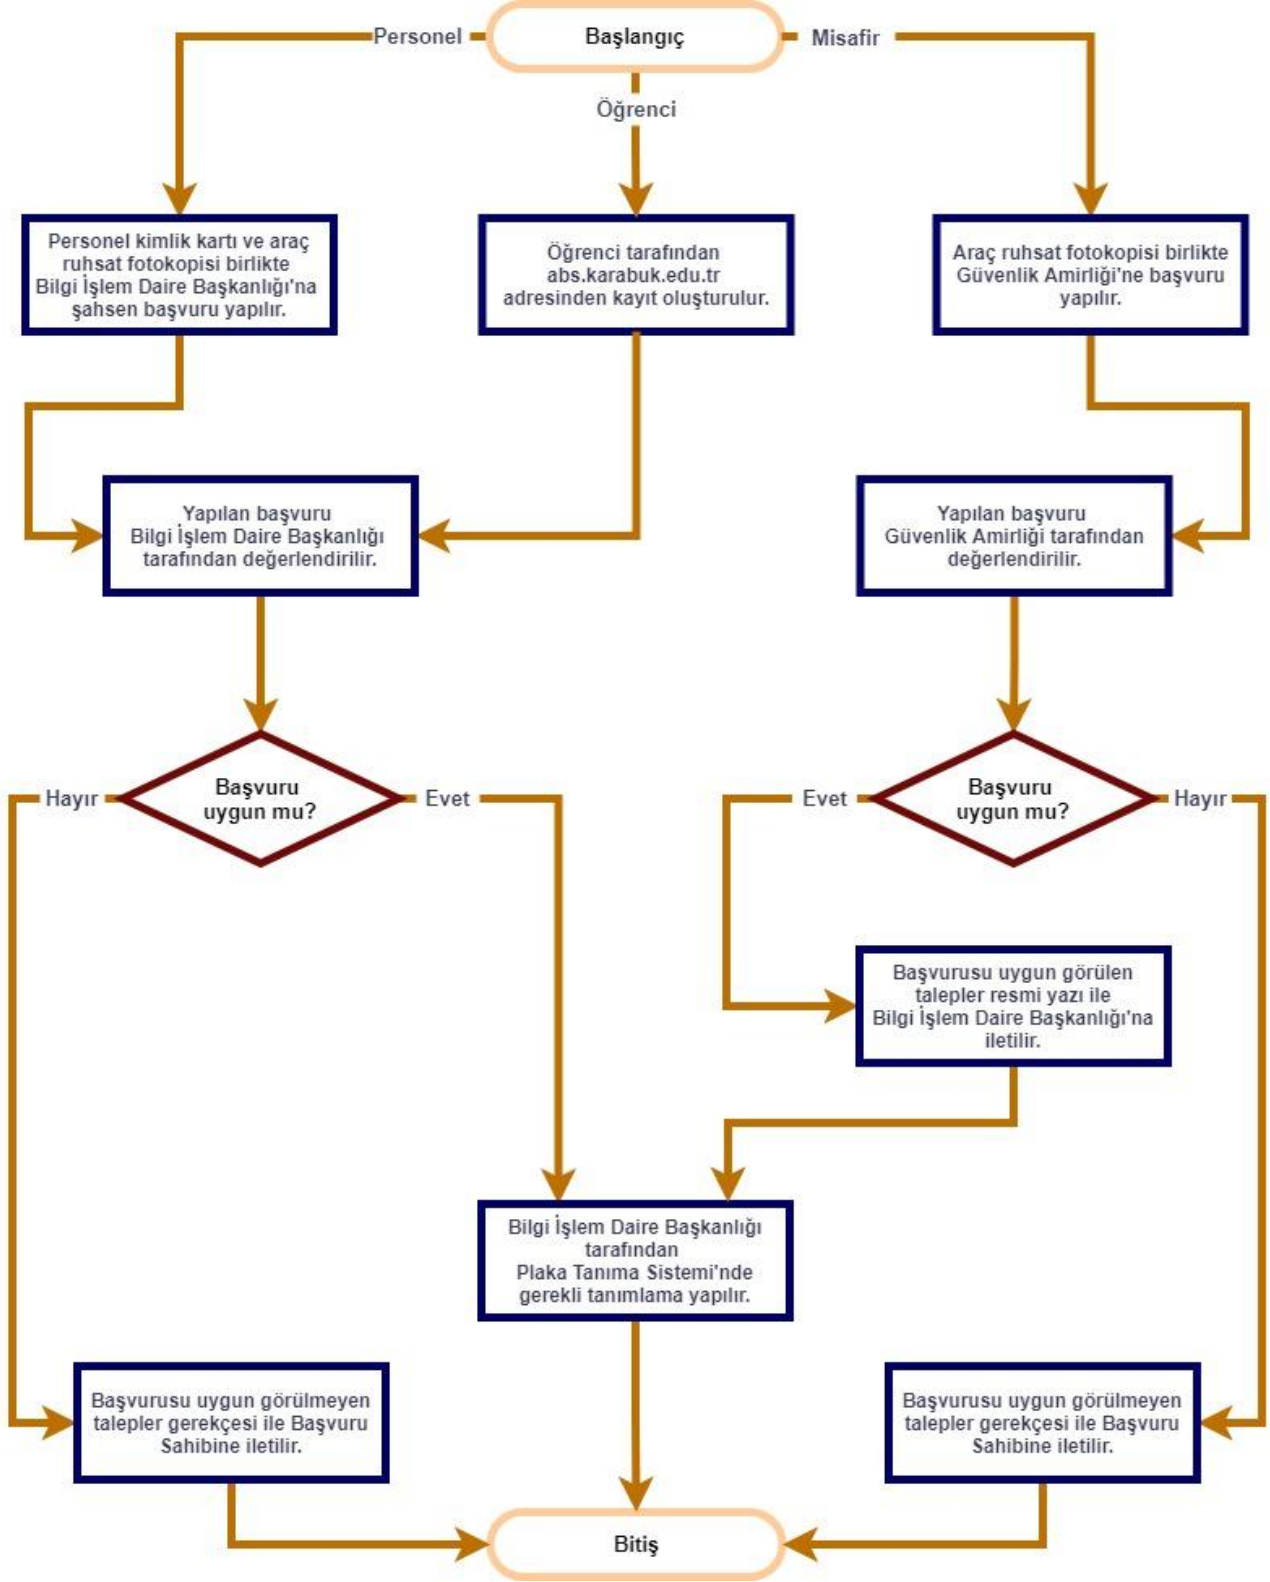 Personel
Başlangıç
Misafir
Öğrenci
Personel kimlik kartı ve araç
ruhsat fotokopisi birlikte
Bilgi İşlem Daire Başkanlığı'na
şahsen başvuru yapılır.
Öğrenci tarafından
abs.karabuk.edu.tr
adresinden kayıt oluşturulur.
Araç ruhsat fotokopisi birlikte
Güvenlik Amirliği'ne başvuru
yapılır.
Yapılan başvuru
Bilgi İşlem Daire Başkanlığı
tarafından değerlendirilir.
Yapılan başvuru
Güvenlik Amirliği tarafından
değerlendirilir.
Hayır
Başvuru
uygun mu?
Evet
Evet
Başvuru
uygun mu?
Hayır
Başvurusu uygun görülen
talepler resmi yazı ile
Bilgi İşlem Daire Başkanlığı'na
iletilir.
Bilgi İşlem Daire Başkanlığı
tarafından
Plaka Tanıma Sistemi'nde
gerekli tanımlama yapılır.
Başvurusu uygun görülmeyen
talepler gerekçesi ile Başvuru
Sahibine iletilir.
Başvurusu uygun görülmeyen
talepler gerekçesi ile Başvuru
Sahibine iletilir.
Bitiş